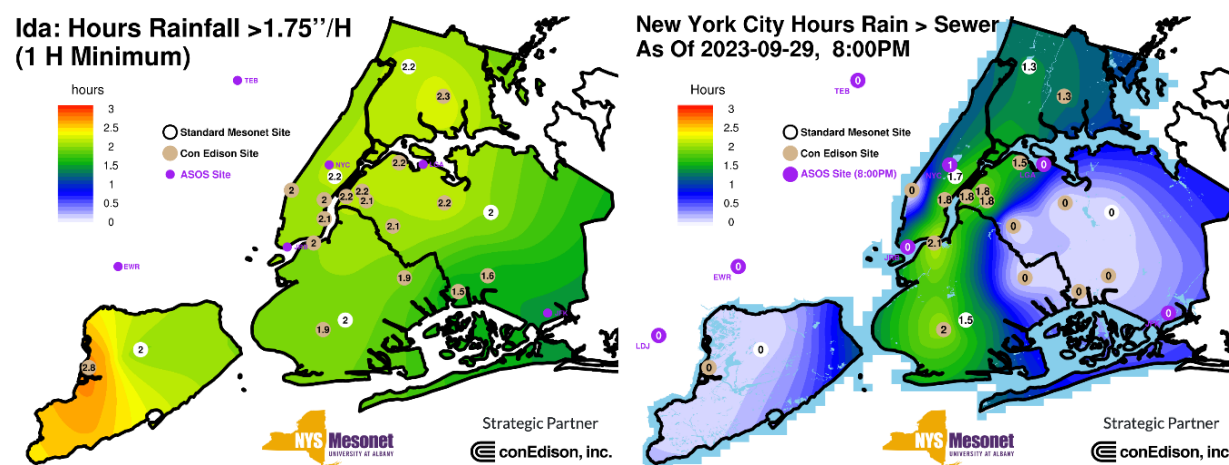 Ida: Hours Rainfall >1.75’’/H
(1 H Minimum)
TEB
hours
3
2.5
2
1.5
1
0.5
0
Standard Mesonet Site
Con Edison Site
ASOS Site
2.2
2.3
NYC
2.2
2.2
2
2
2.2
2.2
2.1
2.1
2.2
2
2.1
2
EWR
1.9
1.5
1.6
1.9
2
2
2.8
NYS Mesonet
UNIVERSITY AT ALBANY
Strategic Partner
conEdison, inc.
New York City Hours Rain > Sewer
As Of 2023-09-29, 8:00PM
TEB
0
hours
3
2.5
2
1.5
1
0.5
0
Standard Mesonet Site
Con Edison Site
ASOS Site (8:00PM)
1.3
1.3
1
NYC
1.7
1.5
0
0
1.8
1.8
1.8
1.8
0
0
0
2.1
0
EWR
0
0
0
0
2
1.5
0
LDJ
0
0
0
NYS Mesonet
UNIVERSITY AT ALBANY
Strategic Partner
conEdison, inc.